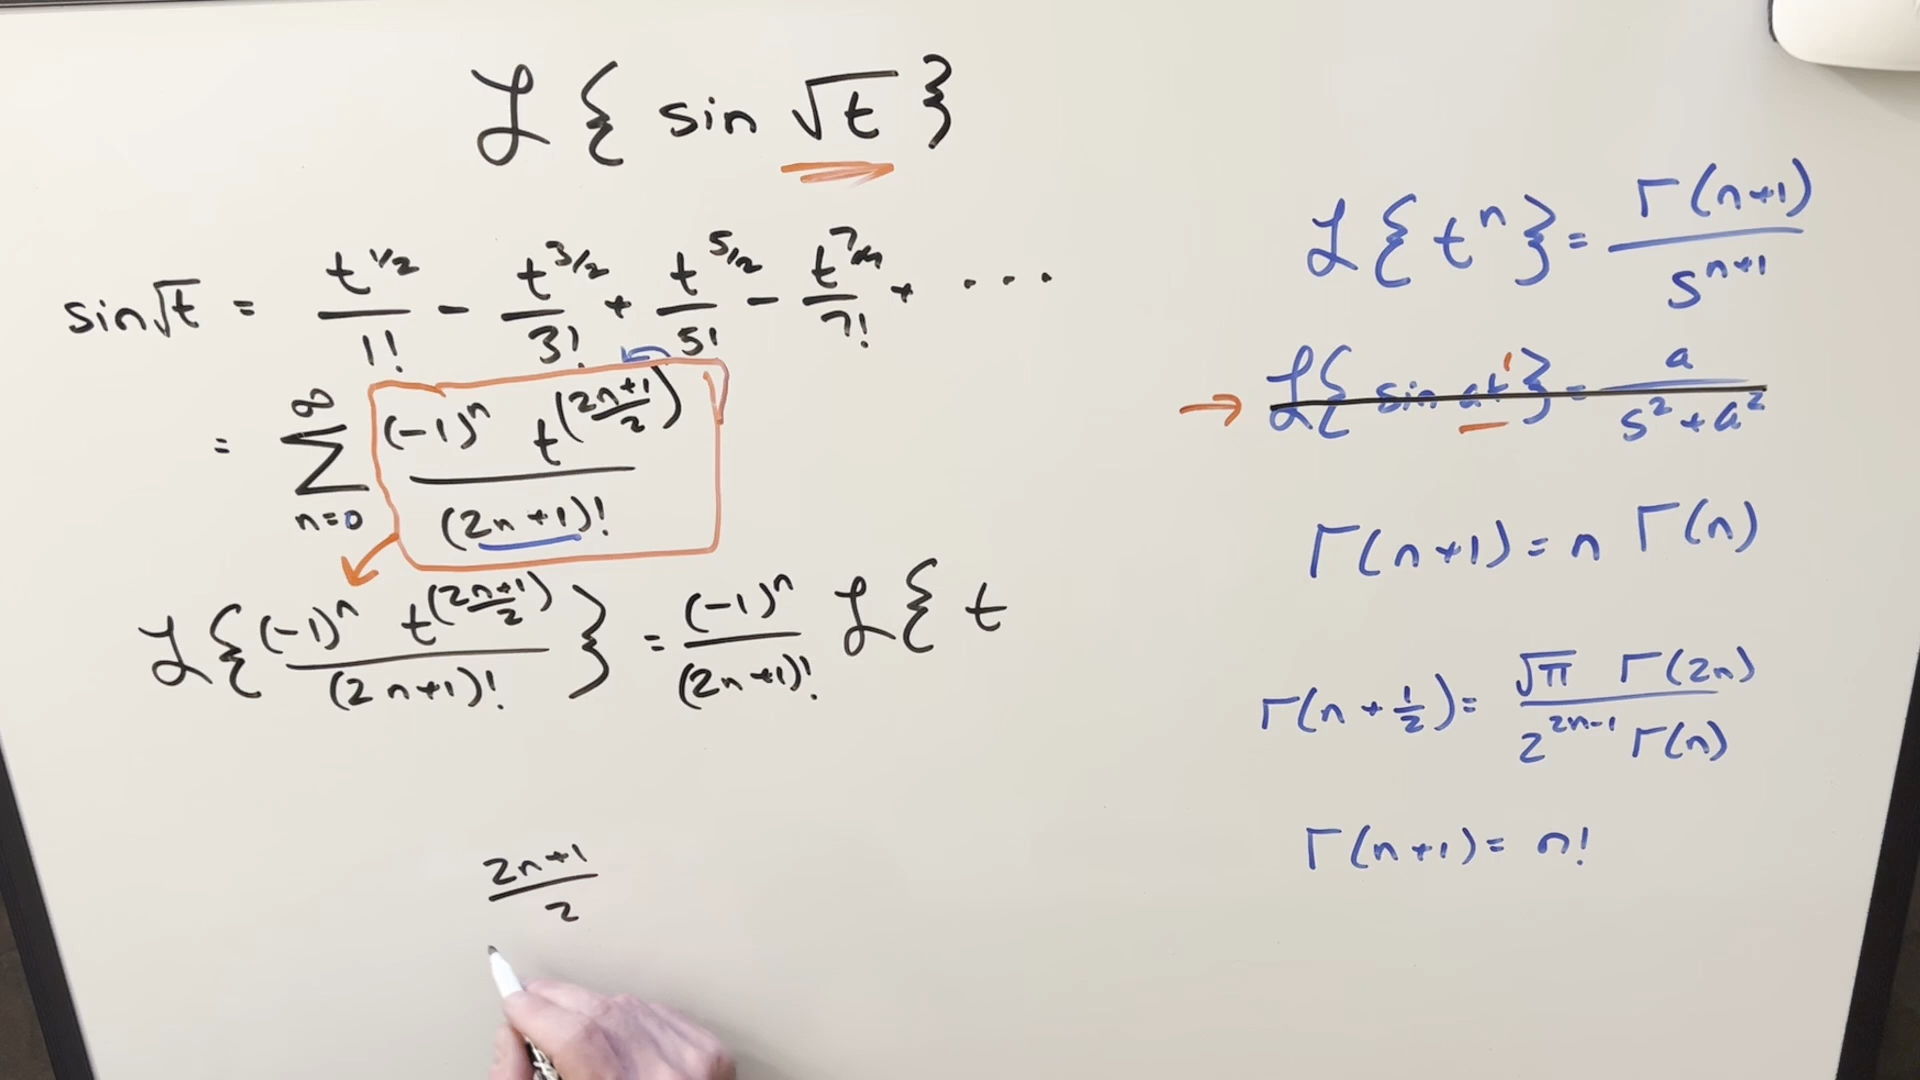 ℒ{ sin √t }
sin√t = t^(1/2)/1! - t^(3/2)/3! + t^(5/2)/5! - t^(7/2)/7! + ...
= ∑_(n=0)^∞ (-1)^n t^((2n+1)/2) / (2n+1)!
ℒ{ (-1)^n t^((2n+1)/2) / (2n+1)! } = (-1)^n / (2n+1)! ℒ{ t
(2n+1)/2
ℒ{ t^n } = Γ(n+1) / s^(n+1)
→ ℒ{ sin at^1 } = a / (s^2 + a^2)
Γ(n+1) = n Γ(n)
Γ(n + 1/2) = √π Γ(2n) / (2^(2n-1) Γ(n))
Γ(n+1) = n!